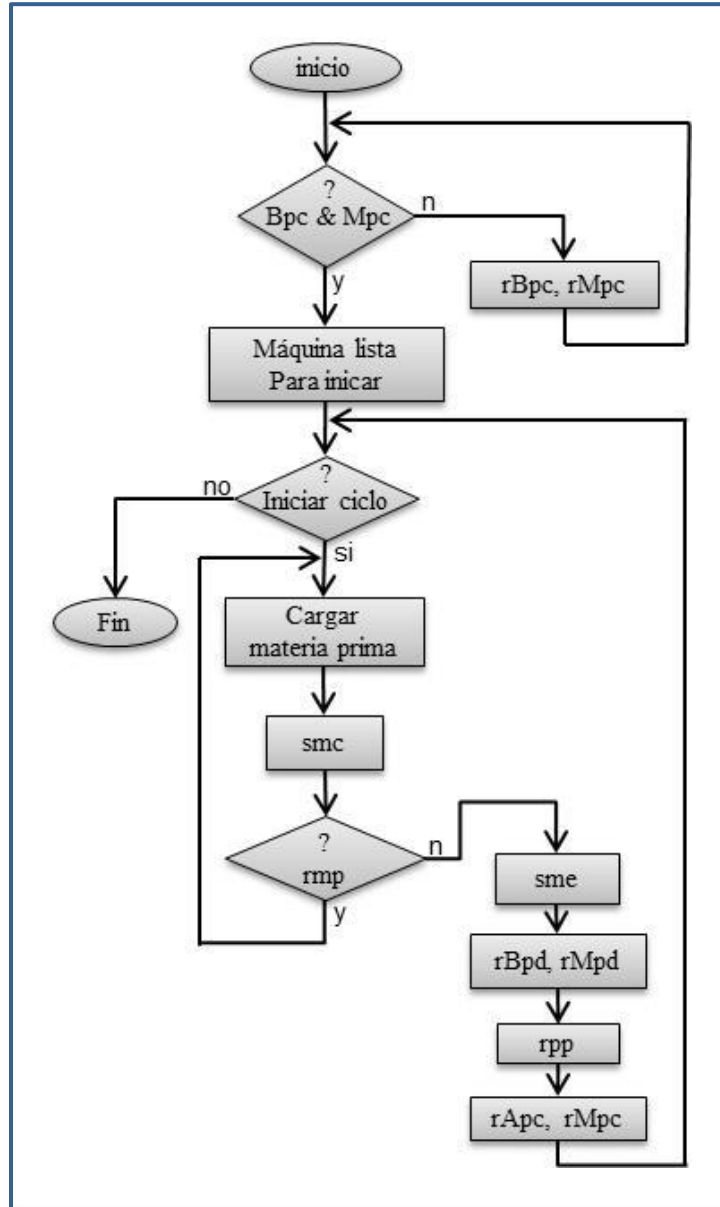 inicio
?
Bpc & Mpc
n
y
rBpc, rMpc
Máquina lista
Para inicar
?
Iniciar ciclo
no
si
Fin
Cargar
materia prima
smc
?
rmp
n
y
sme
rBpd, rMpd
rpp
rApc, rMpc